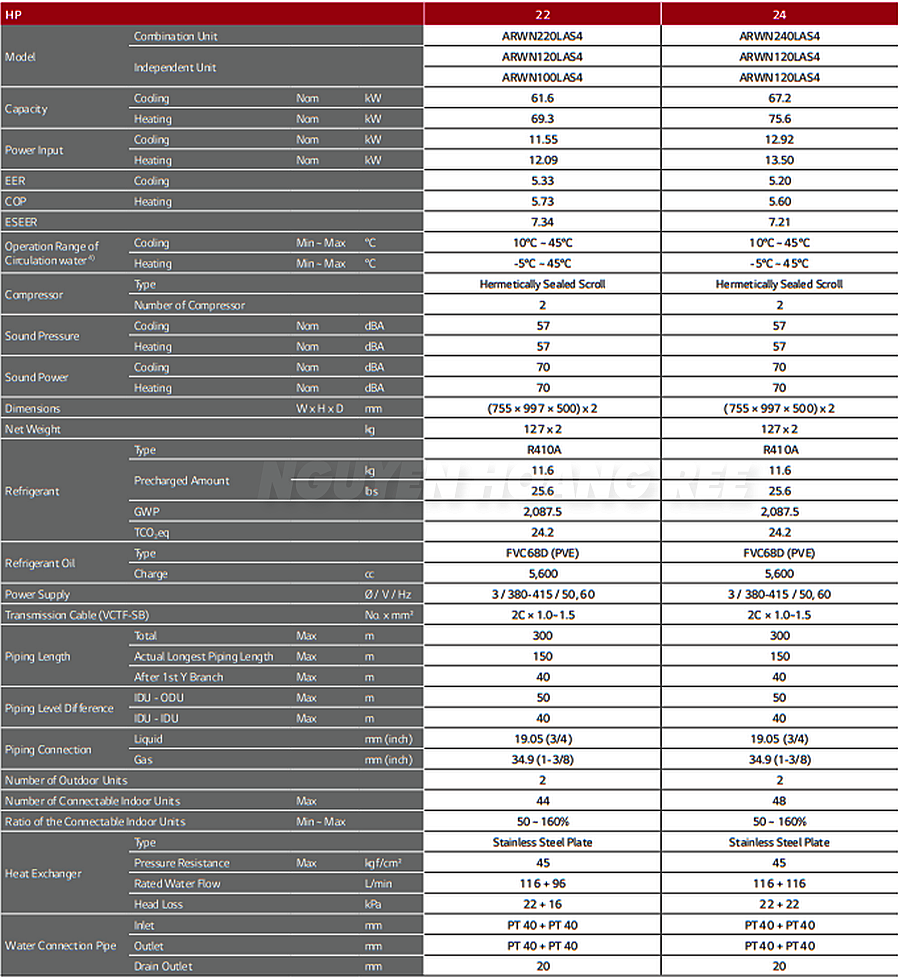 HP 22 24
Model Combination Unit ARWN220LAS4 ARWN240LAS4
Independent Unit ARWN120LAS4 ARWN120LAS4
ARWN100LAS4 ARWN120LAS4
Capacity Cooling Nom kW 61.6 67.2
Heating Nom kW 69.3 75.6
Power Input Cooling Nom kW 11.55 12.92
Heating Nom kW 12.09 13.50
EER Cooling 5.33 5.20
COP Heating 5.73 5.60
ESEER 7.34 7.21
Operation Range of Circulation water 4) Cooling Min ~ Max °C 10°C ~ 45°C 10°C ~ 45°C
Heating Min ~ Max °C -5°C ~ 45°C -5°C ~ 45°C
Compressor Type Hermetically Sealed Scroll Hermetically Sealed Scroll
Number of Compressor 2 2
Sound Pressure Cooling Nom dBA 57 57
Heating Nom dBA 57 57
Sound Power Cooling Nom dBA 70 70
Heating Nom dBA 70 70
Dimensions W x H x D mm (755 × 997 × 500) x 2 (755 × 997 × 500) x 2
Net Weight kg 127 x 2 127 x 2
Refrigerant Type R410A R410A
Precharged Amount kg 11.6 11.6
lbs 25.6 25.6
NGUYEN HOANG REE
GWP 2,087.5 2,087.5
TCO₂eq 24.2 24.2
Refrigerant Oil Type FVC68D (PVE) FVC68D (PVE)
Charge cc 5,600 5,600
Power Supply Ø / V / Hz 3 / 380-415 / 50, 60 3 / 380-415 / 50, 60
Transmission Cable (VCTF-SB) No. x mm² 2C × 1.0~1.5 2C × 1.0~1.5
Piping Length Total Max m 300 300
Actual Longest Piping Length Max m 150 150
After 1st Y Branch Max m 40 40
Piping Level Difference IDU - ODU Max m 50 50
IDU - IDU Max m 40 40
Piping Connection Liquid mm (inch) 19.05 (3/4) 19.05 (3/4)
Gas mm (inch) 34.9 (1-3/8) 34.9 (1-3/8)
Number of Outdoor Units 2 2
Number of Connectable Indoor Units Max 44 48
Ratio of the Connectable Indoor Units Min ~ Max 50 – 160% 50 – 160%
Heat Exchanger Type Stainless Steel Plate Stainless Steel Plate
Pressure Resistance Max kgf/cm² 45 45
Rated Water Flow L/min 116 + 96 116 + 116
Head Loss kPa 22 + 16 22 + 22
Water Connection Pipe Inlet mm PT 40 + PT 40 PT 40 + PT 40
Outlet mm PT 40 + PT 40 PT 40 + PT 40
Drain Outlet mm 20 20